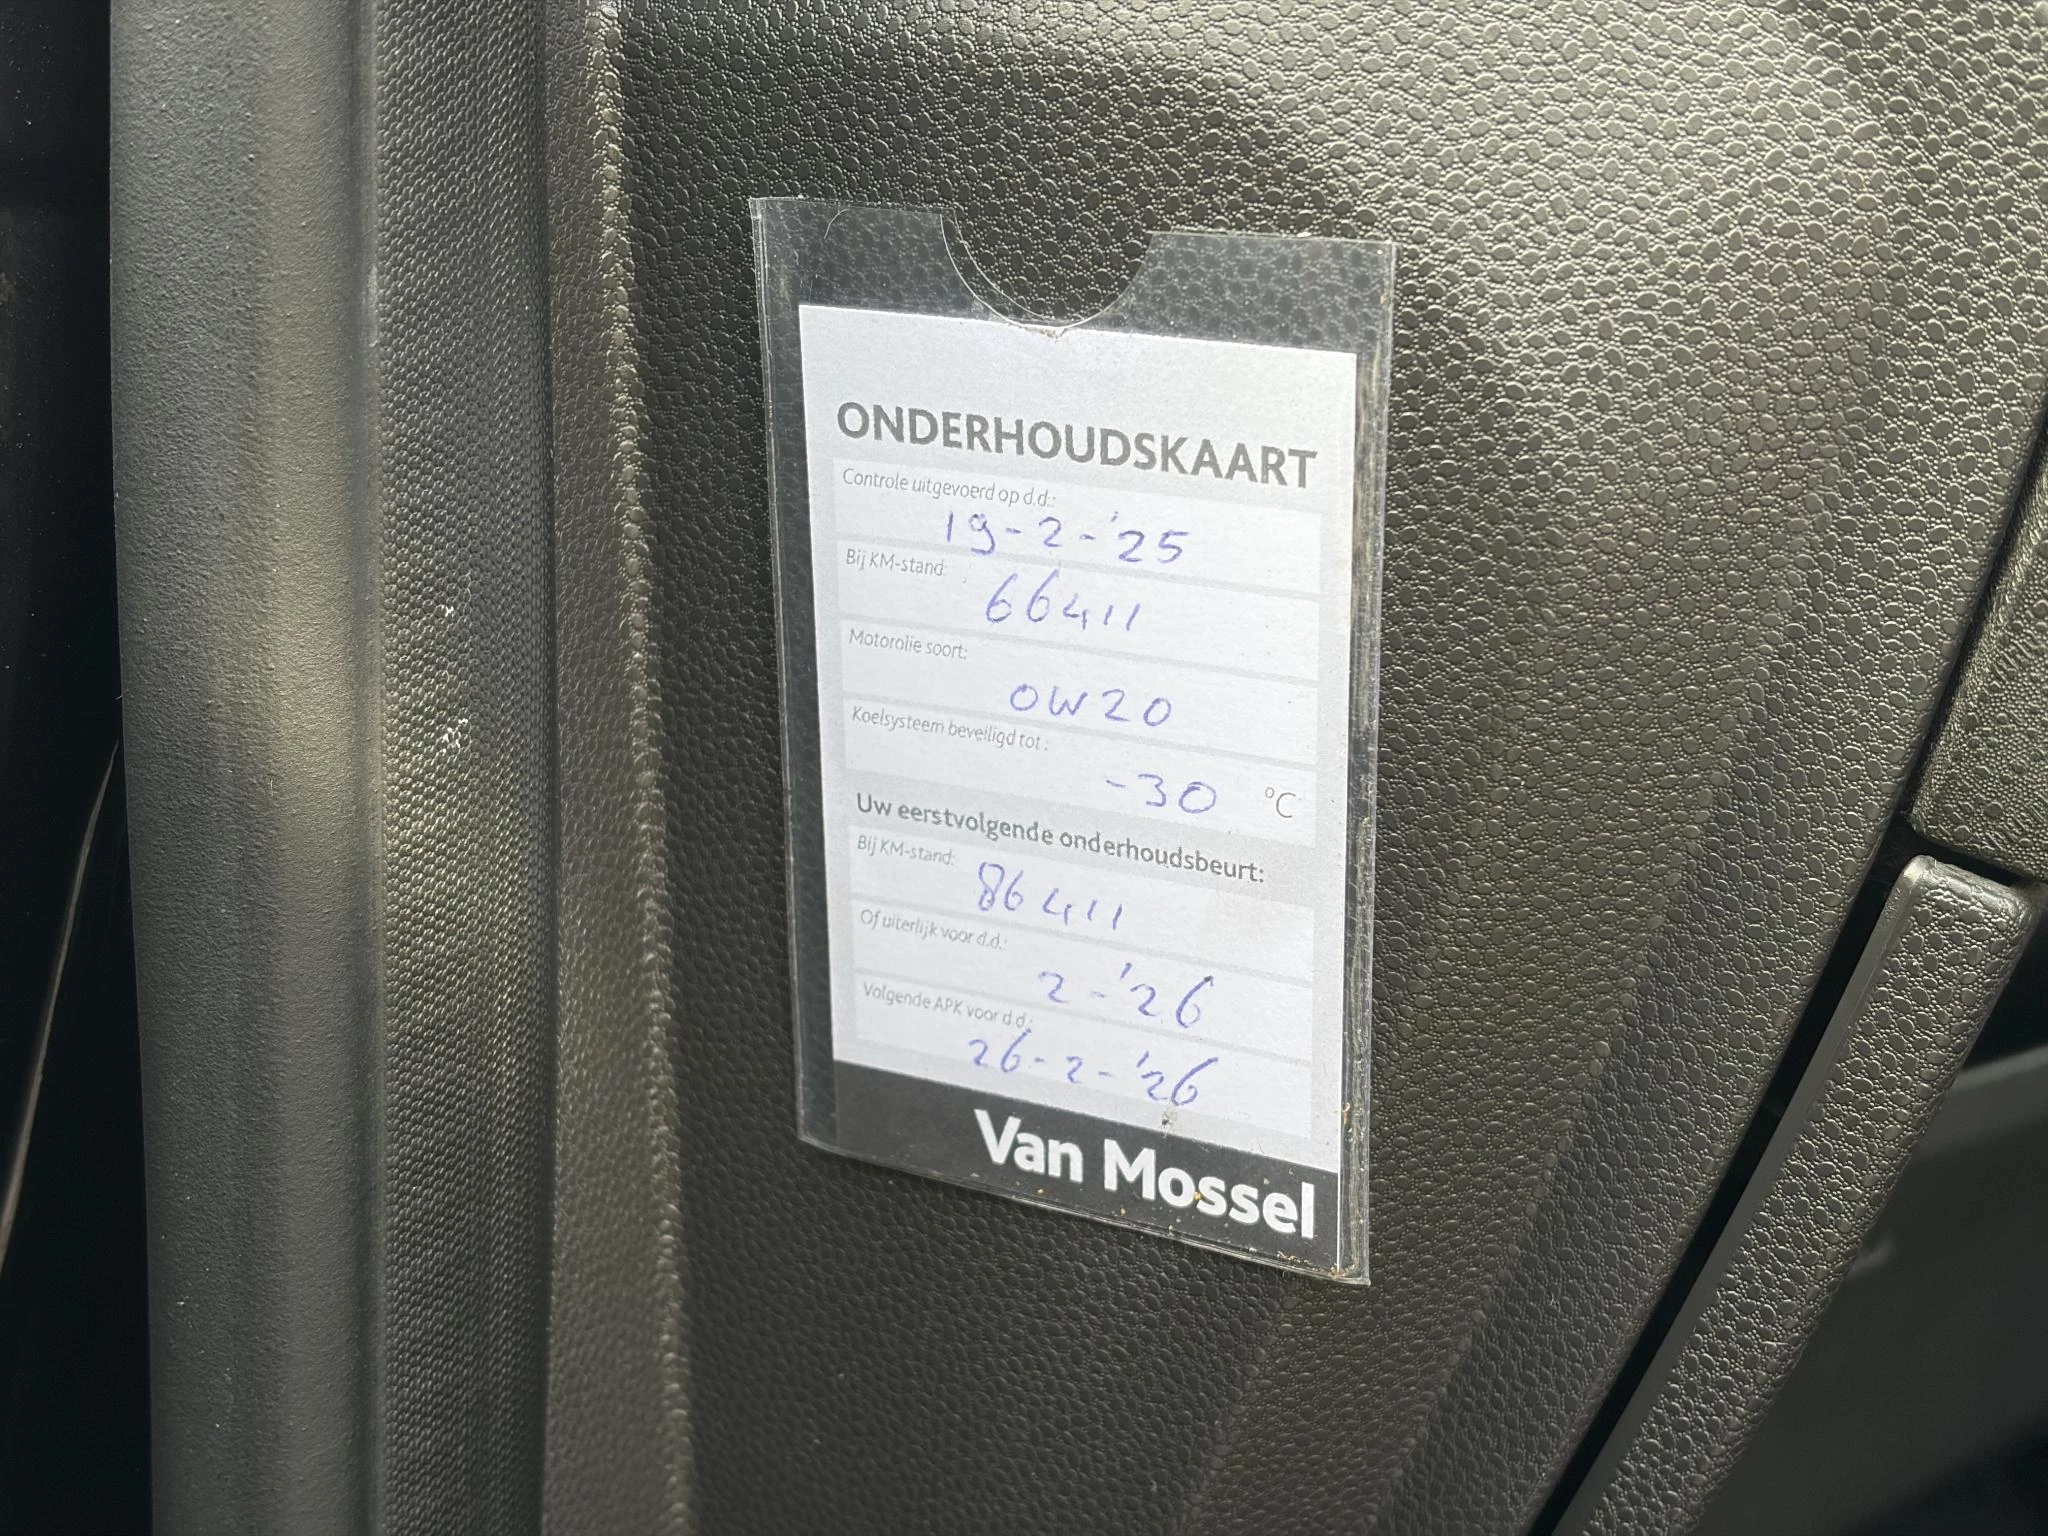 ONDERHOUDSKAART
Controle uitgevoerd op d.d.:
19-2-'25
Bij KM-stand:
66411
Motorolie soort:
0W20
Koelsysteem beveiligd tot :
-30 °C
Uw eerstvolgende onderhoudsbeurt:
Bij KM-stand:
86411
Of uiterlijk voor d.d.:
2-'26
Volgende APK voor d.d.:
26-2-'26
Van Mossel